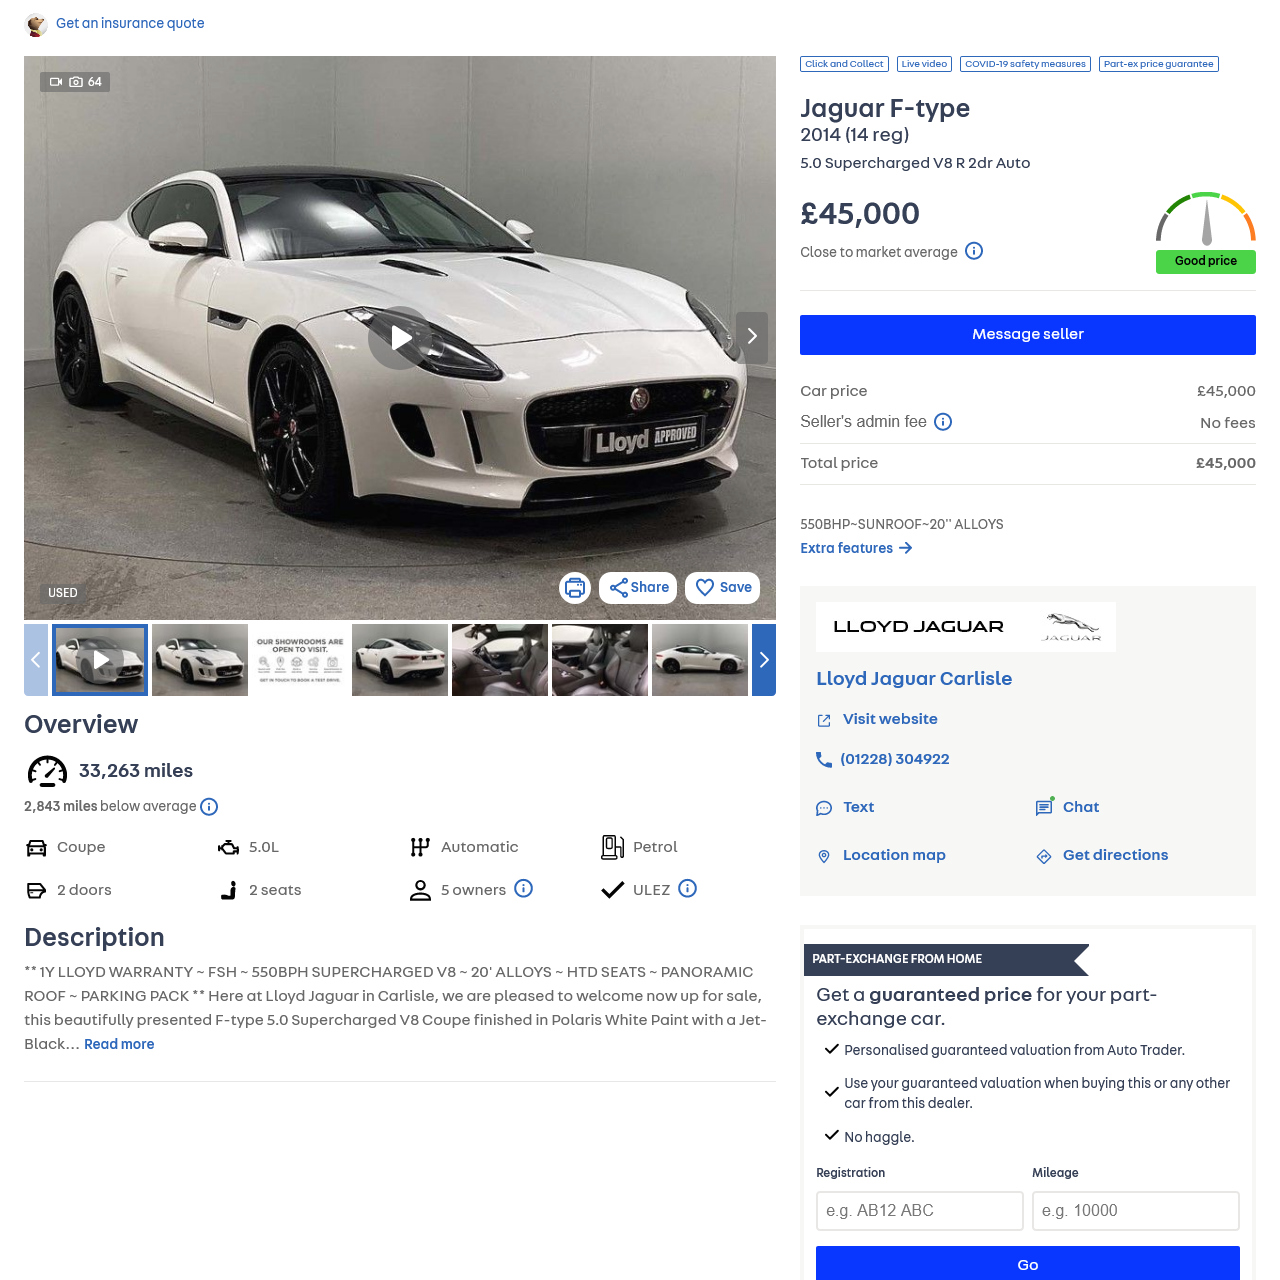 Get an insurance quote
64
Lloyd APPROVED
USED
Share
Save
OUR SHOWROOMS ARE
OPEN TO VISIT.
GET IN TOUCH TO BOOK A TEST DRIVE.
Overview
33,263 miles
2,843 miles below average
Coupe
5.0L
Automatic
Petrol
2 doors
2 seats
5 owners
ULEZ
Description
** 1Y LLOYD WARRANTY ~ FSH ~ 550BPH SUPERCHARGED V8 ~ 20' ALLOYS ~ HTD SEATS ~ PANORAMIC
ROOF ~ PARKING PACK ** Here at Lloyd Jaguar in Carlisle, we are pleased to welcome now up for sale,
this beautifully presented F-type 5.0 Supercharged V8 Coupe finished in Polaris White Paint with a Jet-
Black... Read more
Click and Collect
Live video
COVID-19 safety measures
Part-ex price guarantee
Jaguar F-type
2014 (14 reg)
5.0 Supercharged V8 R 2dr Auto
£45,000
Close to market average
Good price
Message seller
Car price £45,000
Seller's admin fee No fees
Total price £45,000
550BHP~SUNROOF~20'' ALLOYS
Extra features
LLOYD JAGUAR
JAGUAR
Lloyd Jaguar Carlisle
Visit website
(01228) 304922
Text
Chat
Location map
Get directions
PART-EXCHANGE FROM HOME
Get a guaranteed price for your part-
exchange car.
Personalised guaranteed valuation from Auto Trader.
Use your guaranteed valuation when buying this or any other
car from this dealer.
No haggle.
Registration
Mileage
e.g. AB12 ABC
e.g. 10000
Go